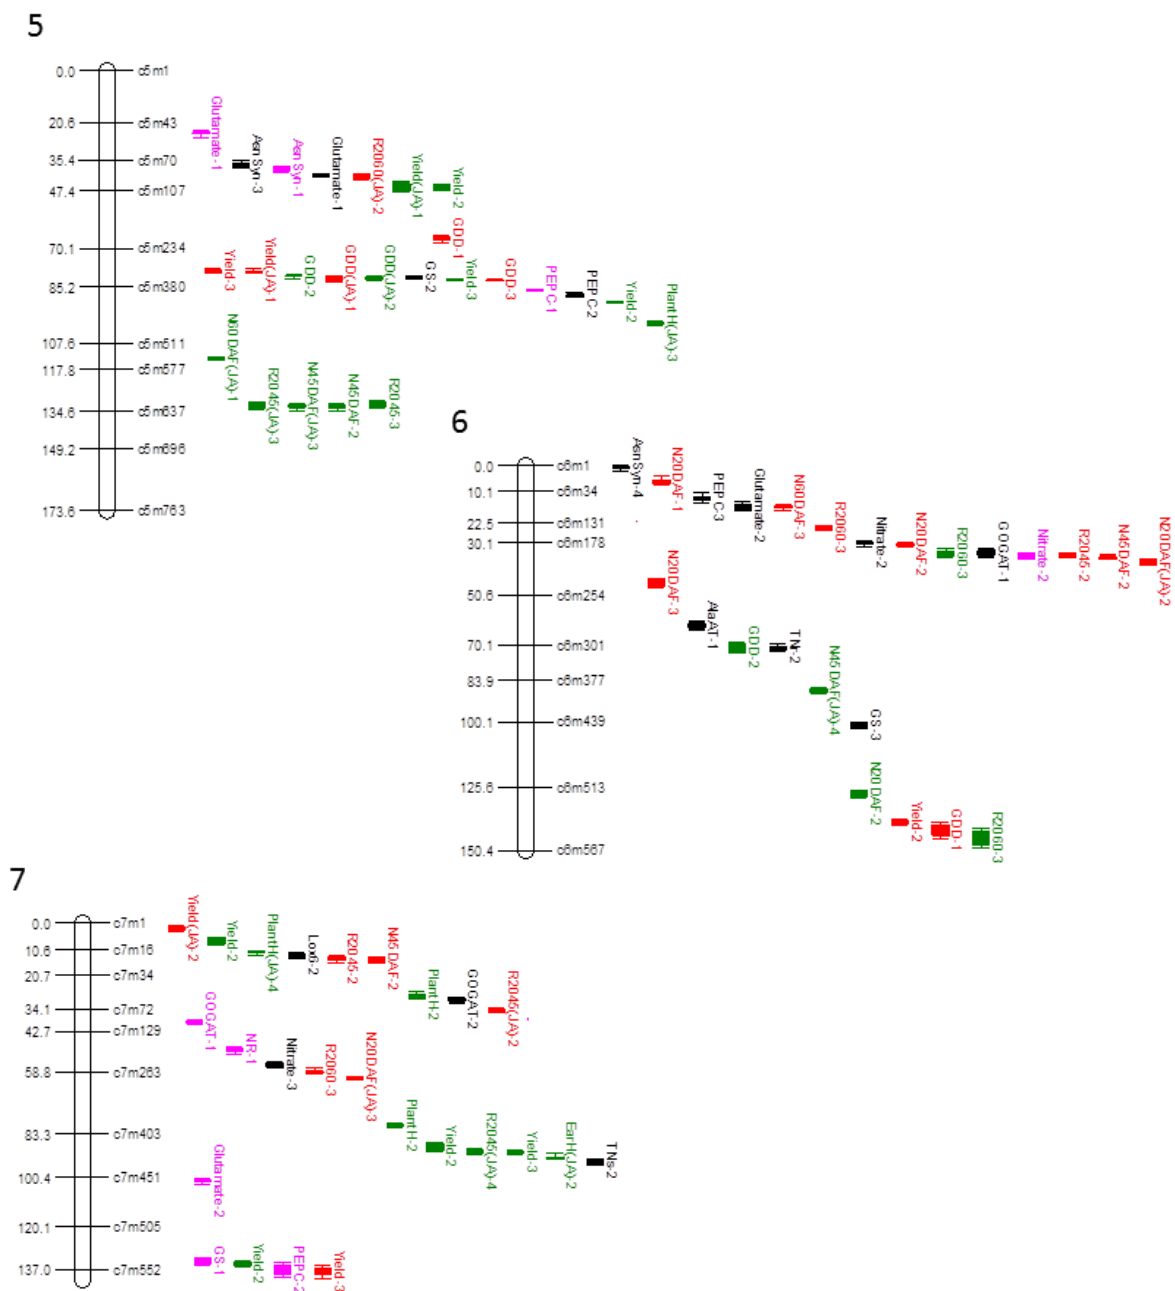 5
0.0 c5m1
20.6 c5m43
35.4 c5m70
47.4 c5m107
70.1 c5m234
85.2 c5m380
107.6 c5m511
117.8 c5m577
134.6 c5m637
149.2 c5m696
173.6 c5m763
Glutamate-1
AsnSyn-3
AsnSyn-1
Glutamate-1
R2060(JA)-2
Yield(JA)-1
Yield-2
GDD-1
Yield-3
Yield(JA)-1
GDD-2
GDD(JA)-1
GDD(JA)-2
GS-2
Yield-3
GDD-3
PEPC-1
PEPC-2
Yield-2
PlantH(JA)-3
N60DAF(JA)-1
R2045(JA)-3
N45DAF(JA)-3
N45DAF-2
R2045-3
6
0.0 c6m1
10.1 c6m34
22.5 c6m131
30.1 c6m178
50.6 c6m254
70.1 c6m301
83.9 c6m377
100.1 c6m439
125.6 c6m513
150.4 c6m567
AsnSyn-4
N20DAF-1
PEPC-3
Glutamate-2
N60DAF-3
R2060-3
Nitrate-2
N20DAF-2
R2060-3
GOGAT-1
Nitrate-2
R2045-2
N45DAF-2
N20DAF(JA)-2
N20DAF-3
AlaAT-1
GDD-2
TNr-2
N45DAF(JA)-4
GS-3
N20DAF-2
Yield-2
GDD-1
R2060-3
7
0.0 c7m1
10.6 c7m16
20.7 c7m34
34.1 c7m72
42.7 c7m129
58.8 c7m263
83.3 c7m403
100.4 c7m451
120.1 c7m505
137.0 c7m552
Yield(JA)-2
Yield-2
PlantH(JA)-4
Lox6-2
R2045-2
N45DAF-2
PlantH-2
GOGAT-2
R2045(JA)-2
GOGAT-1
NR-1
Nitrate-3
R2060-3
N20DAF(JA)-3
PlantH-2
Yield-2
R2045(JA)-4
Yield-3
EarH(JA)-2
TNs-2
Glutamate-2
GS-1
Yield-2
PEPC-2
Yield-3